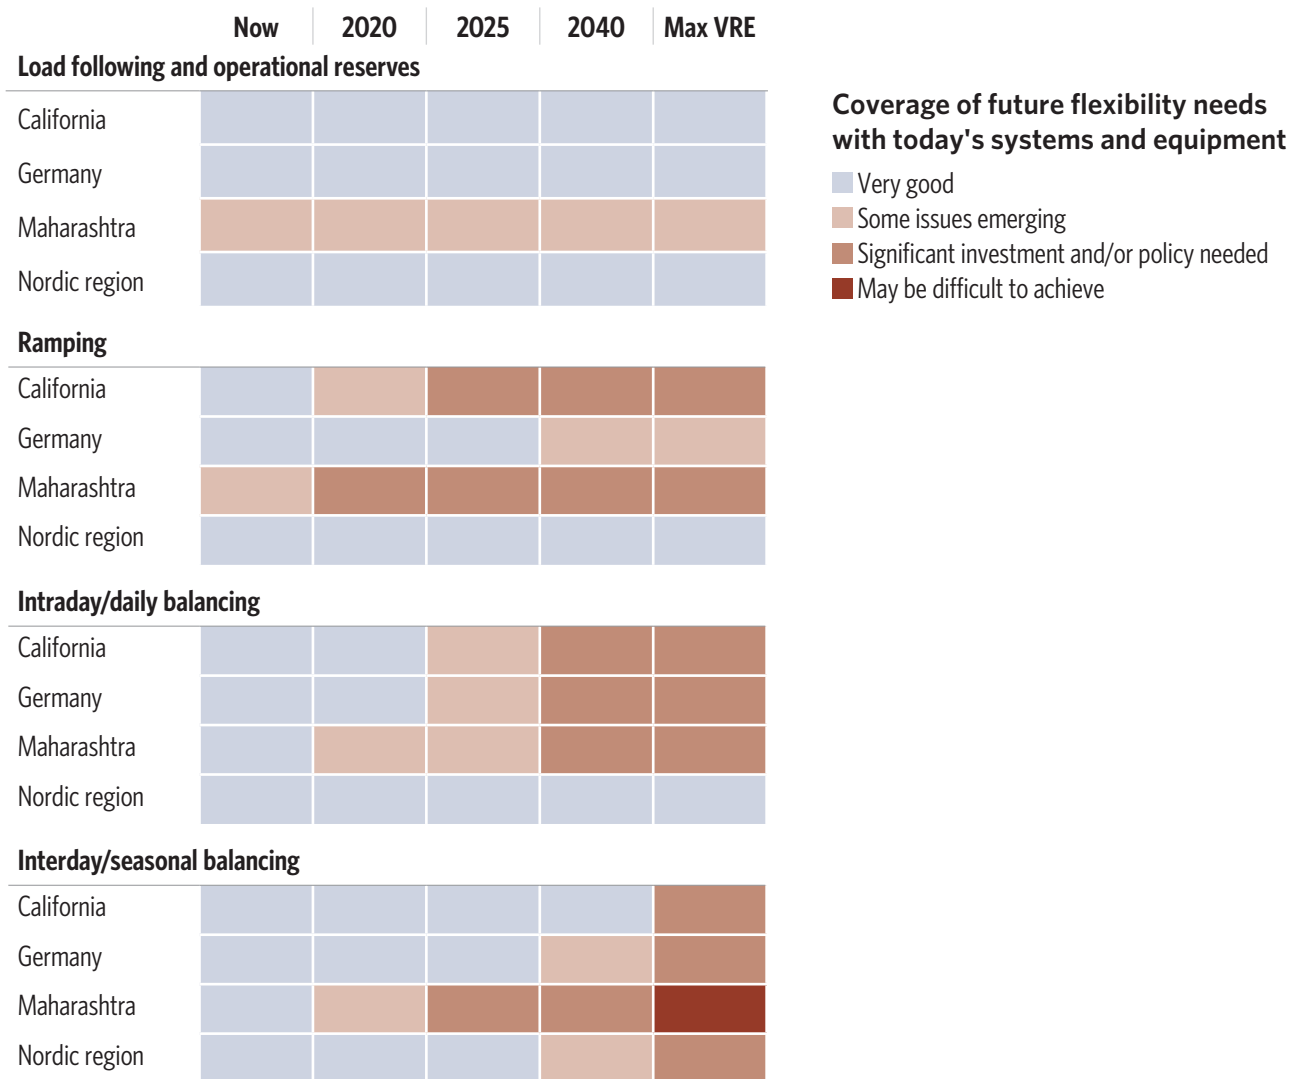 Now 2020 2025 2040 Max VRE
Load following and operational reserves
California
Germany
Maharashtra
Nordic region
Coverage of future flexibility needs
with today's systems and equipment
Very good
Some issues emerging
Significant investment and/or policy needed
May be difficult to achieve
Ramping
California
Germany
Maharashtra
Nordic region
Intraday/daily balancing
California
Germany
Maharashtra
Nordic region
Interday/seasonal balancing
California
Germany
Maharashtra
Nordic region